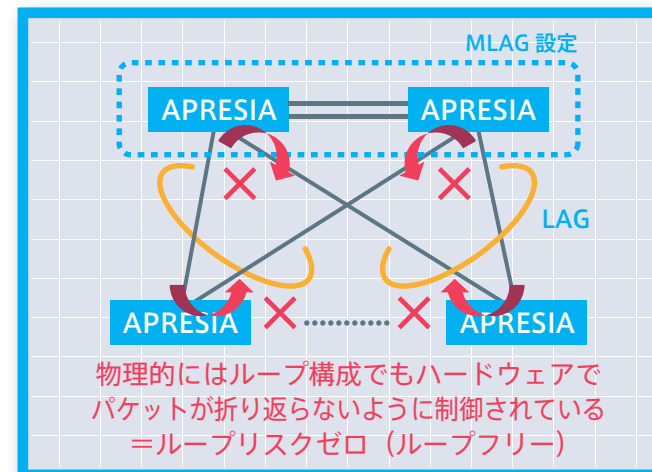 MLAG 設定
APRESIA APRESIA
LAG
APRESIA APRESIA
物理的にはループ構成でもハードウェアで
パケットが折り返らないように制御されている
＝ループリスクゼロ（ループフリー）